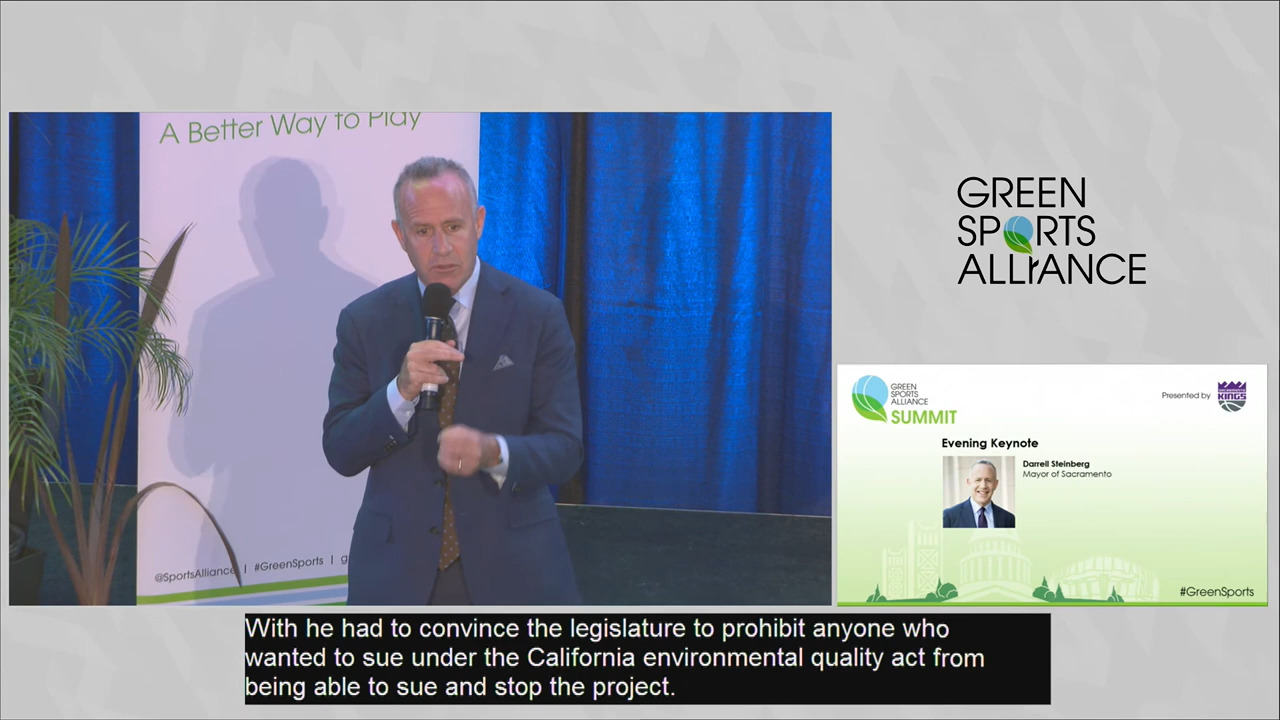 A Better Way to Play
@SportsAlliance | #GreenSports | g
GREEN
SPORTS
ALLIANCE
GREEN
SPORTS
ALLIANCE
SUMMIT
Presented by
SACRAMENTO
KINGS
Evening Keynote
Darrell Steinberg
Mayor of Sacramento
#GreenSports
With he had to convince the legislature to prohibit anyone who
wanted to sue under the California environmental quality act from
being able to sue and stop the project.